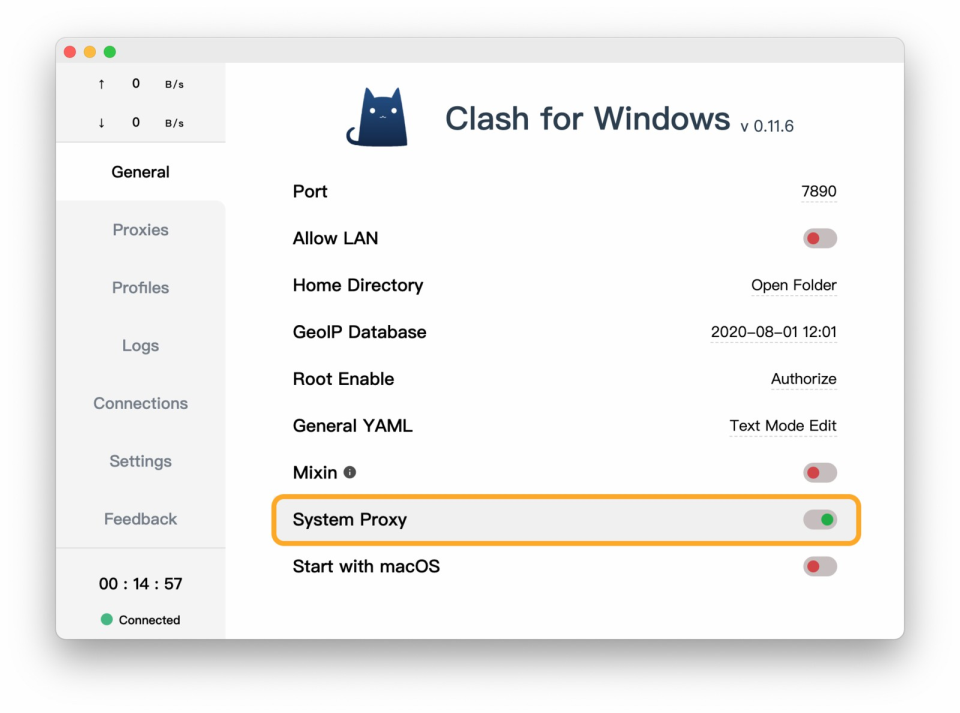 ↑ 0 B/s
↓ 0 B/s
General
Proxies
Profiles
Logs
Connections
Settings
Feedback
00 : 14 : 57
Connected
Clash for Windows v 0.11.6
Port 7890
Allow LAN
Home Directory Open Folder
GeoIP Database 2020-08-01 12:01
Root Enable Authorize
General YAML Text Mode Edit
Mixin
System Proxy
Start with macOS